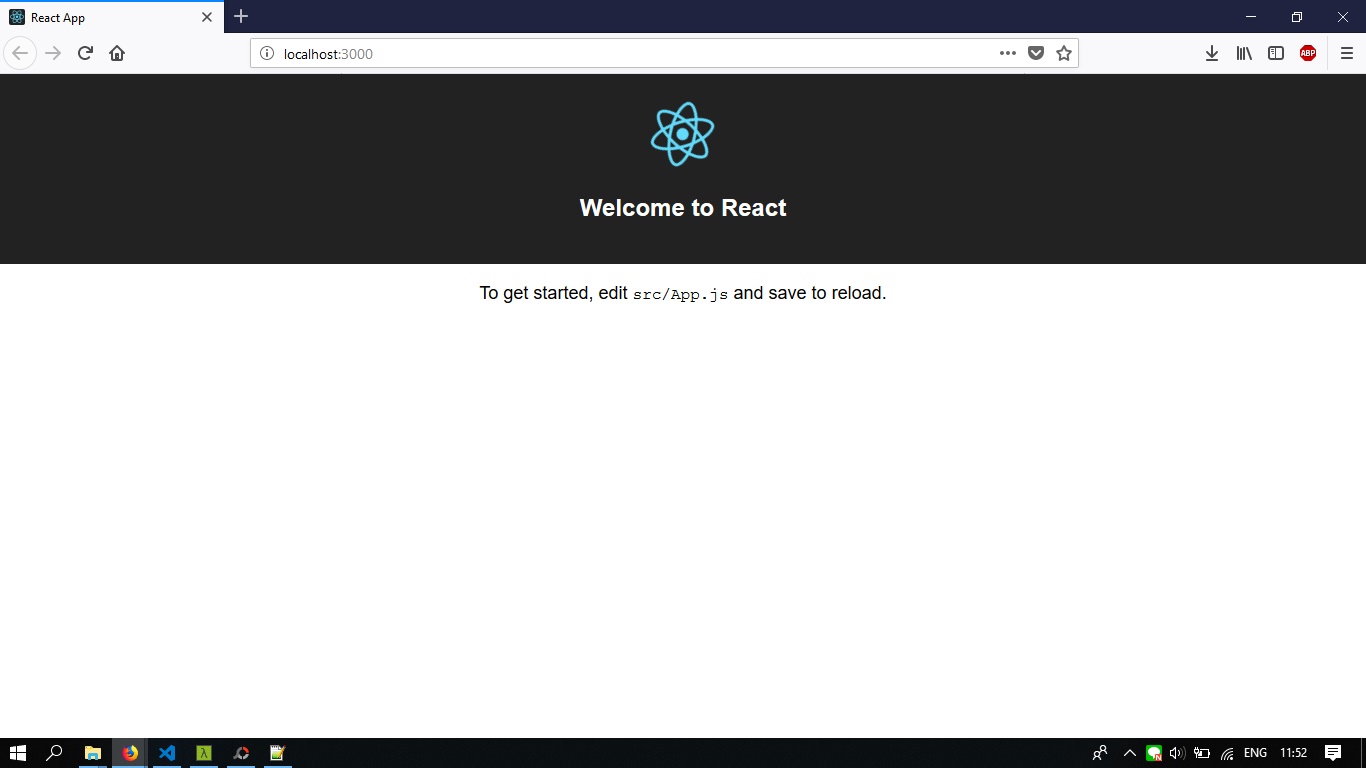 React App
localhost:3000
ABP
Welcome to React
To get started, edit src/App.js and save to reload.
λ
N
ENG
11:52